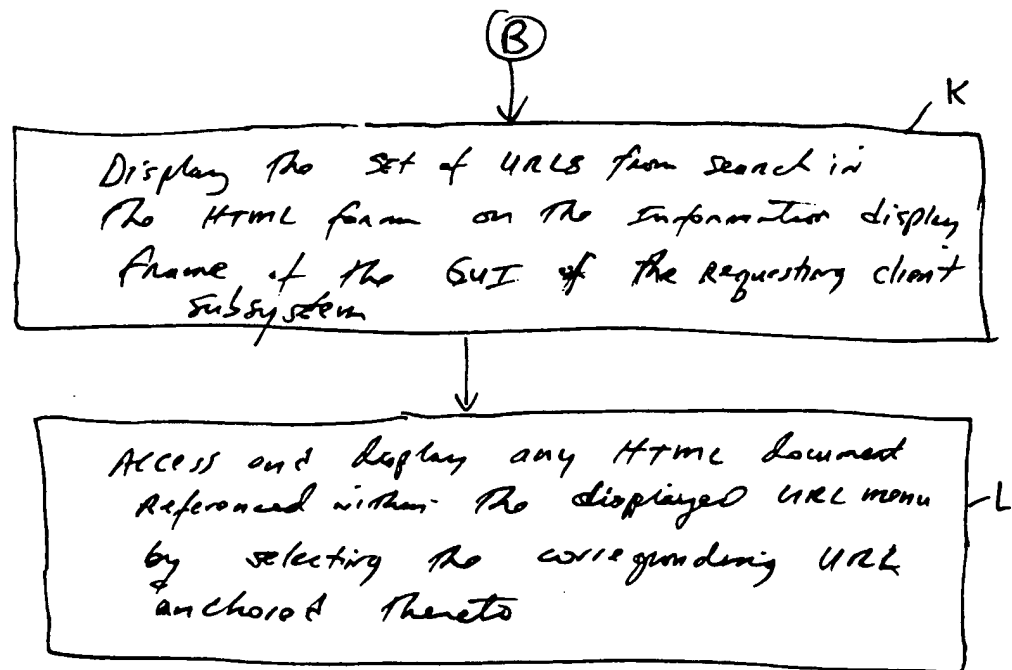 B
K
Display the set of URLs from search in
the HTML form on the Information display
frame of the GUI of the Requesting client
subsystem
Access and display any HTML document
Referenced within the displayed URL menu
by selecting the corresponding URL
anchored thereto
L